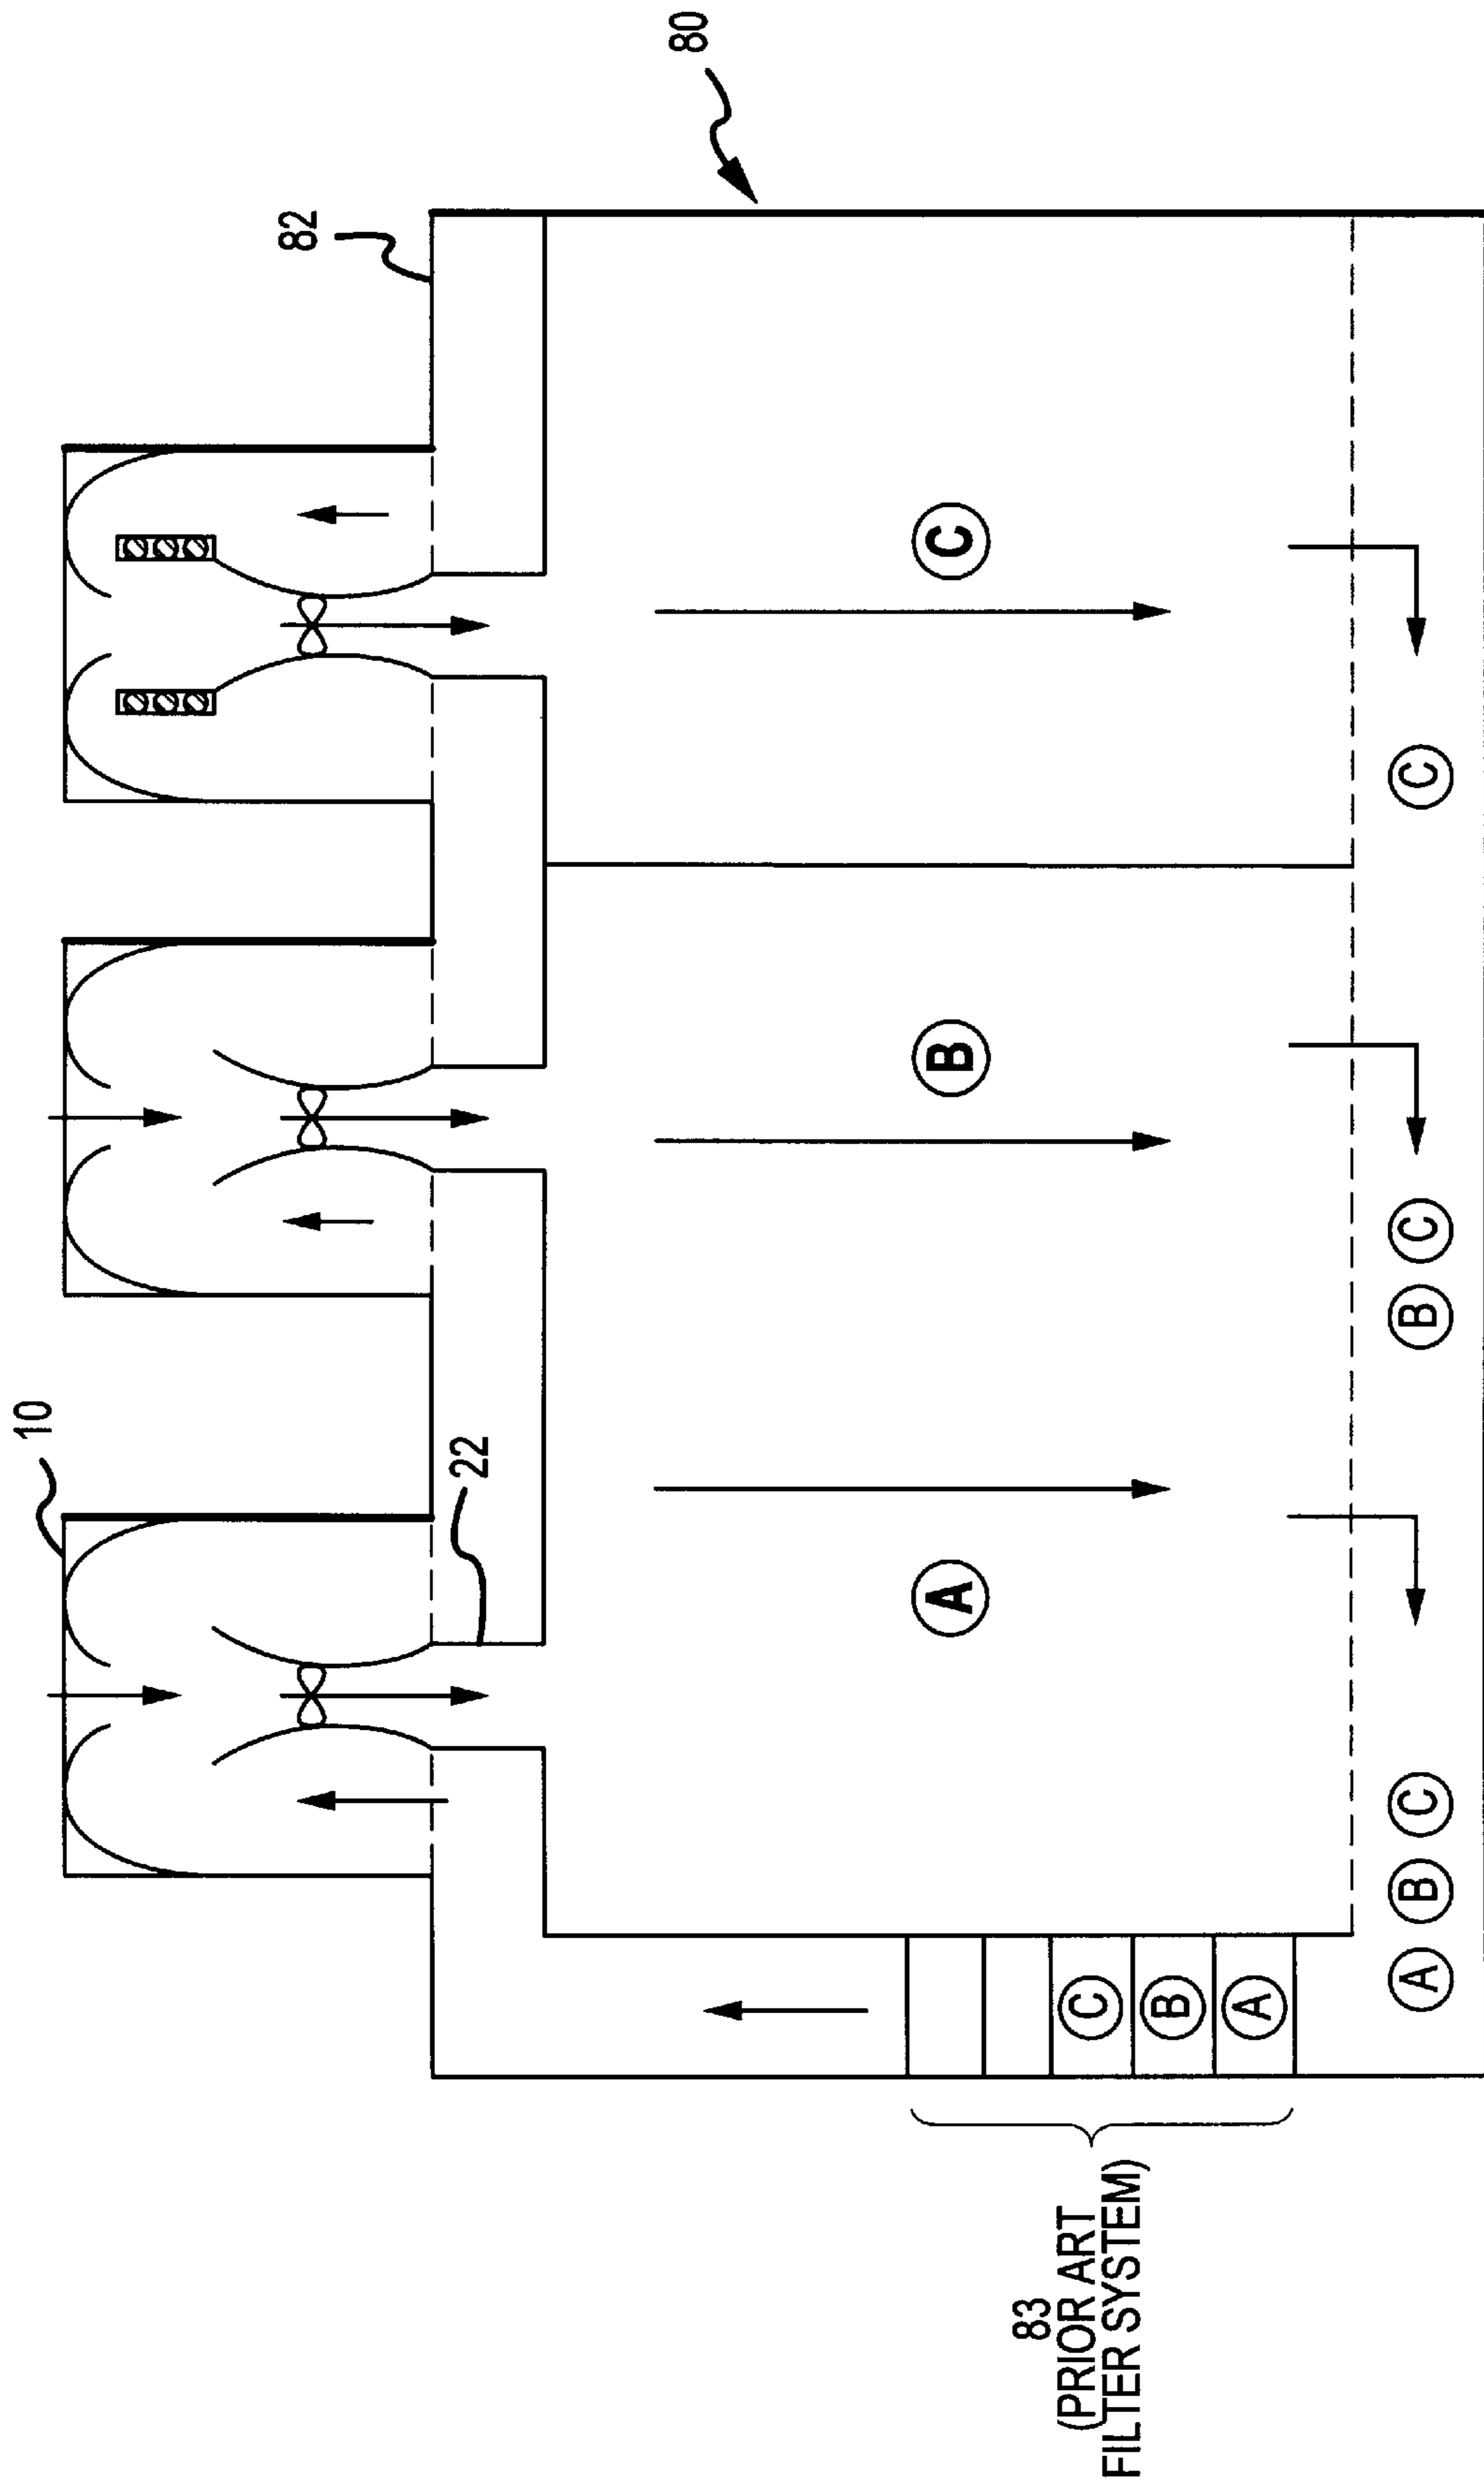 10
82
22
80
A B C
83
(PRIOR ART
FILTER SYSTEM)
C
B
A
A B C
B C
C